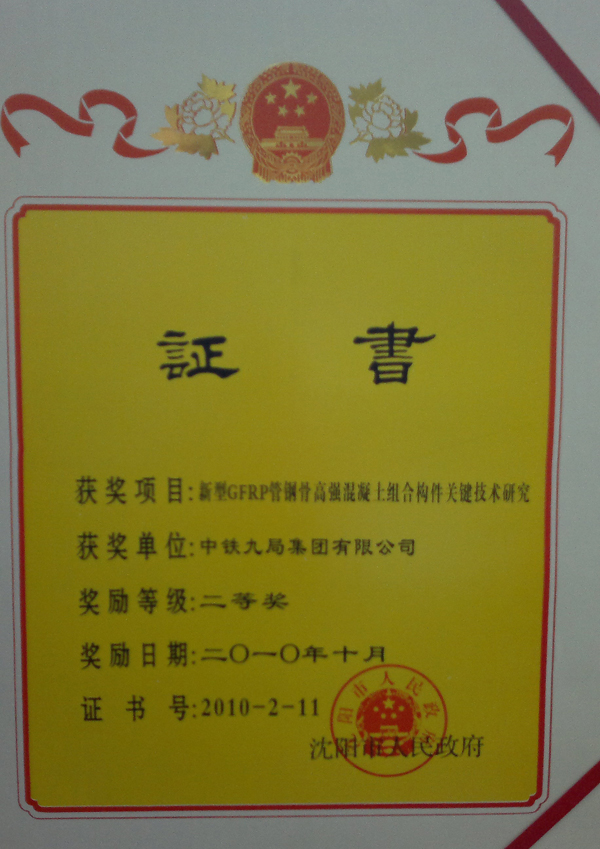 証書
获奖项目:新型GFRP管钢骨高强混凝土组合构件关键技术研究
获奖单位:中铁九局集团有限公司
奖励等级:二等奖
奖励日期:二〇一〇年十月
证书号:2010-2-11
沈阳市人民政府